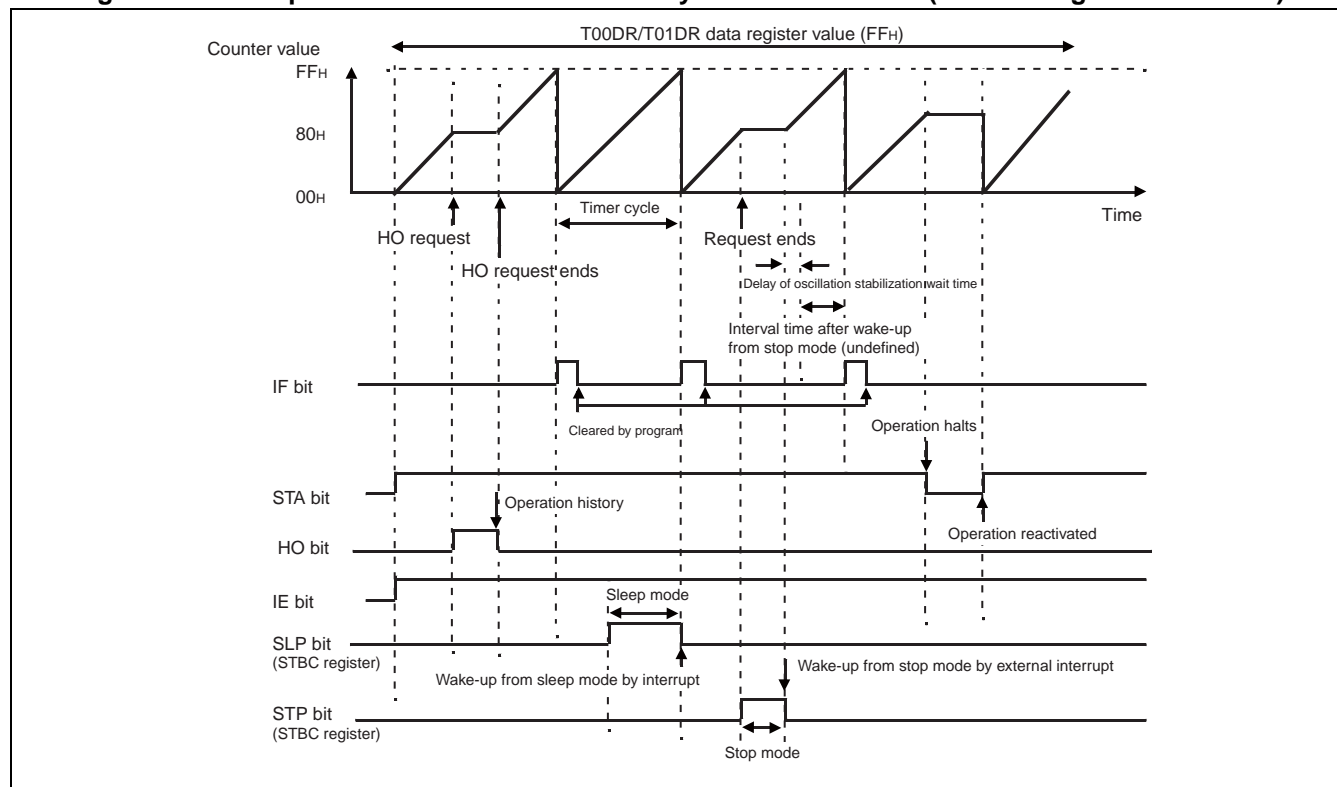 T00DR/T01DR data register value (FFH)
Counter value
FFH
80H
00H
Time
Timer cycle
HO request
Request ends
HO request ends
Delay of oscillation stabilization wait time
Interval time after wake-up
from stop mode (undefined)
IF bit
Cleared by program
Operation halts
STA bit
Operation history
Operation reactivated
HO bit
IE bit
Sleep mode
SLP bit
(STBC register)
Wake-up from sleep mode by interrupt
Wake-up from stop mode by external interrupt
STP bit
(STBC register)
Stop mode